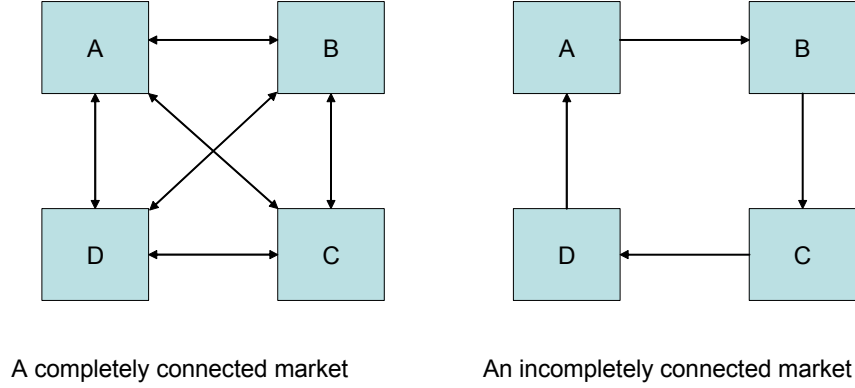 A
B
D
C
A completely connected market
A
B
D
C
An incompletely connected market